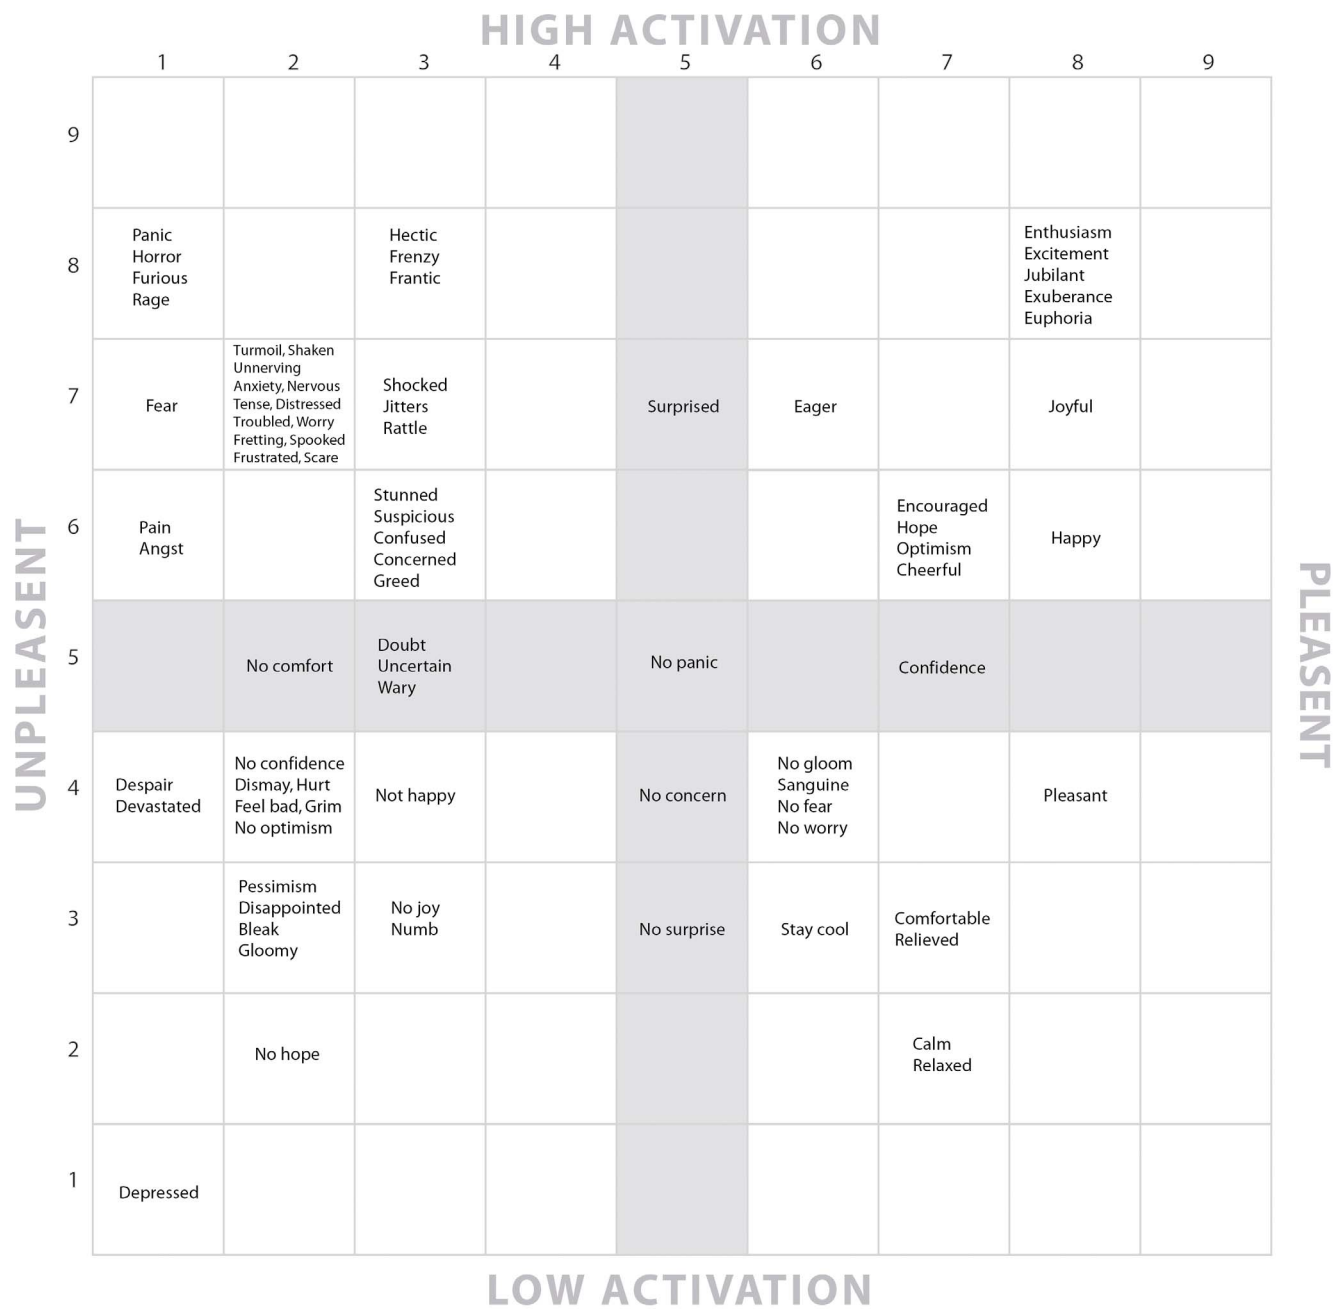 HIGH ACTIVATION
1 2 3 4 5 6 7 8 9
9
8
Panic
Horror
Furious
Rage
Hectic
Frenzy
Frantic
Enthusiasm
Excitement
Jubilant
Exuberance
Euphoria
7
Fear
Turmoil, Shaken
Unnerving
Anxiety, Nervous
Tense, Distressed
Troubled, Worry
Fretting, Spooked
Frustrated, Scare
Shocked
Jitters
Rattle
Surprised
Eager
Joyful
6
Pain
Angst
Stunned
Suspicious
Confused
Concerned
Greed
Encouraged
Hope
Optimism
Cheerful
Happy
UNPLEASENT
PLEASENT
5
No comfort
Doubt
Uncertain
Wary
No panic
Confidence
4
Despair
Devastated
No confidence
Dismay, Hurt
Feel bad, Grim
No optimism
Not happy
No concern
No gloom
Sanguine
No fear
No worry
Pleasant
3
Pessimism
Disappointed
Bleak
Gloomy
No joy
Numb
No surprise
Stay cool
Comfortable
Relieved
2
No hope
Calm
Relaxed
1
Depressed
LOW ACTIVATION